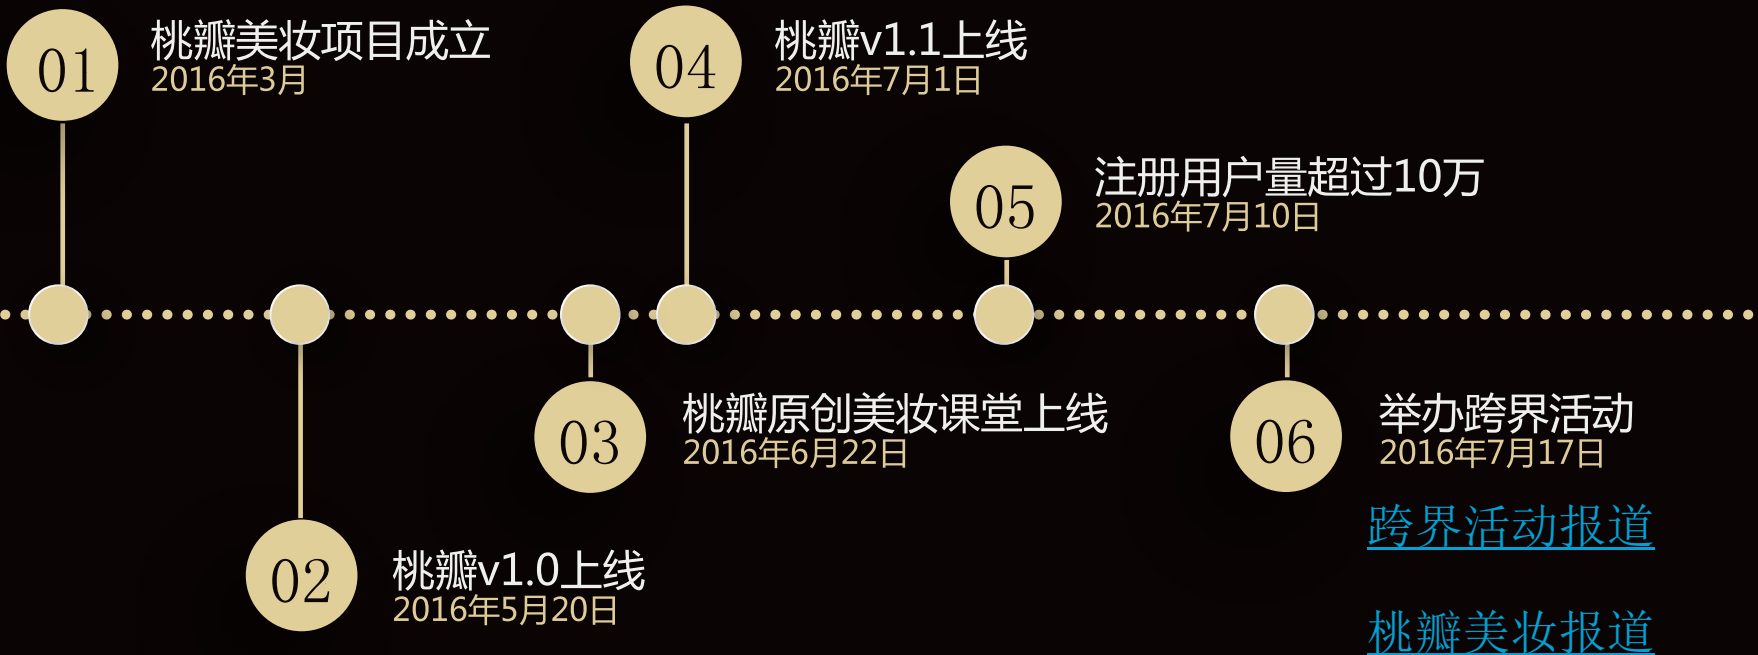 01
桃瓣美妆项目成立
2016年3月
02
桃瓣v1.0上线
2016年5月20日
03
桃瓣原创美妆课堂上线
2016年6月22日
04
桃瓣v1.1上线
2016年7月1日
05
注册用户量超过10万
2016年7月10日
06
举办跨界活动
2016年7月17日
跨界活动报道
桃瓣美妆报道